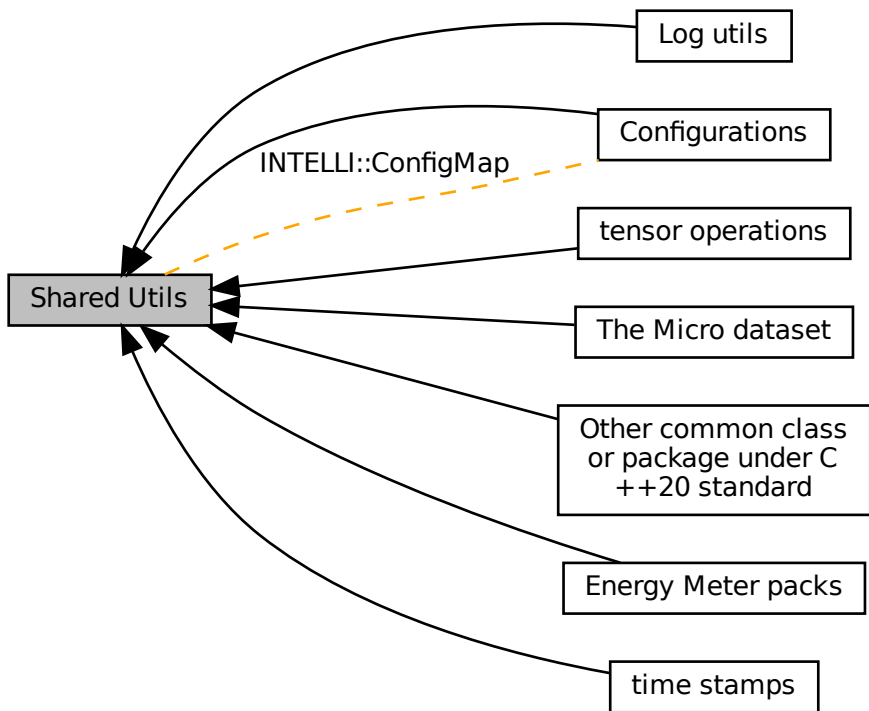 Log utils
Configurations
INTELLI::ConfigMap
tensor operations
Shared Utils
The Micro dataset
Other common class
or package under C
++20 standard
Energy Meter packs
time stamps